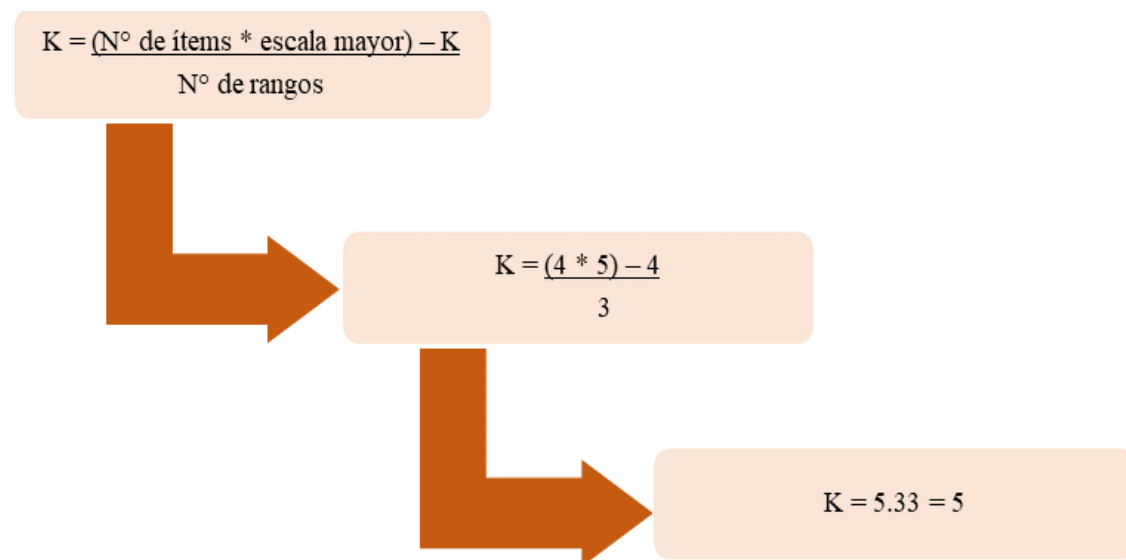 K = (N° de ítems * escala mayor) – K
N° de rangos
K = (4 * 5) – 4
3
K = 5.33 = 5